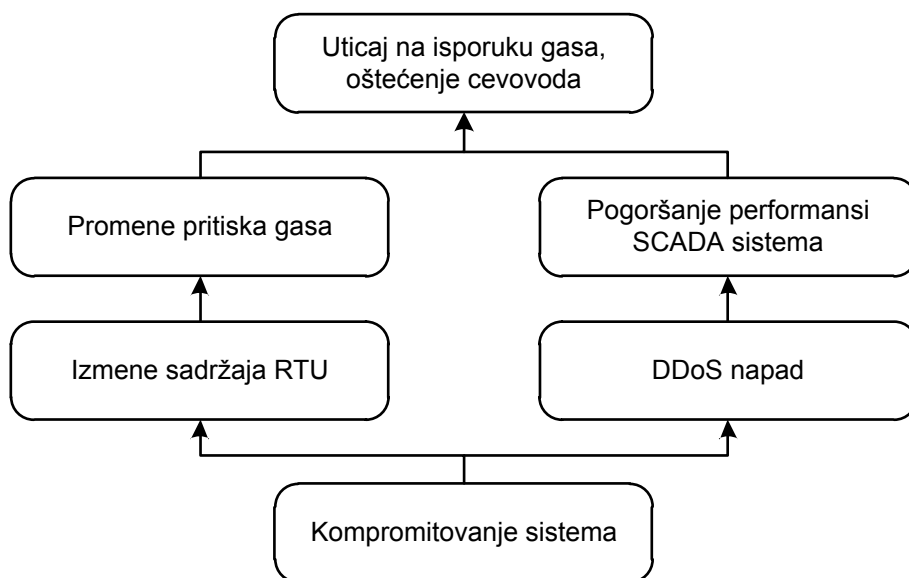 Uticaj na isporuku gasa,
oštećenje cevovoda
Promene pritiska gasa
Pogoršanje performansi
SCADA sistema
Izmene sadržaja RTU
DDoS napad
Kompromitovanje sistema